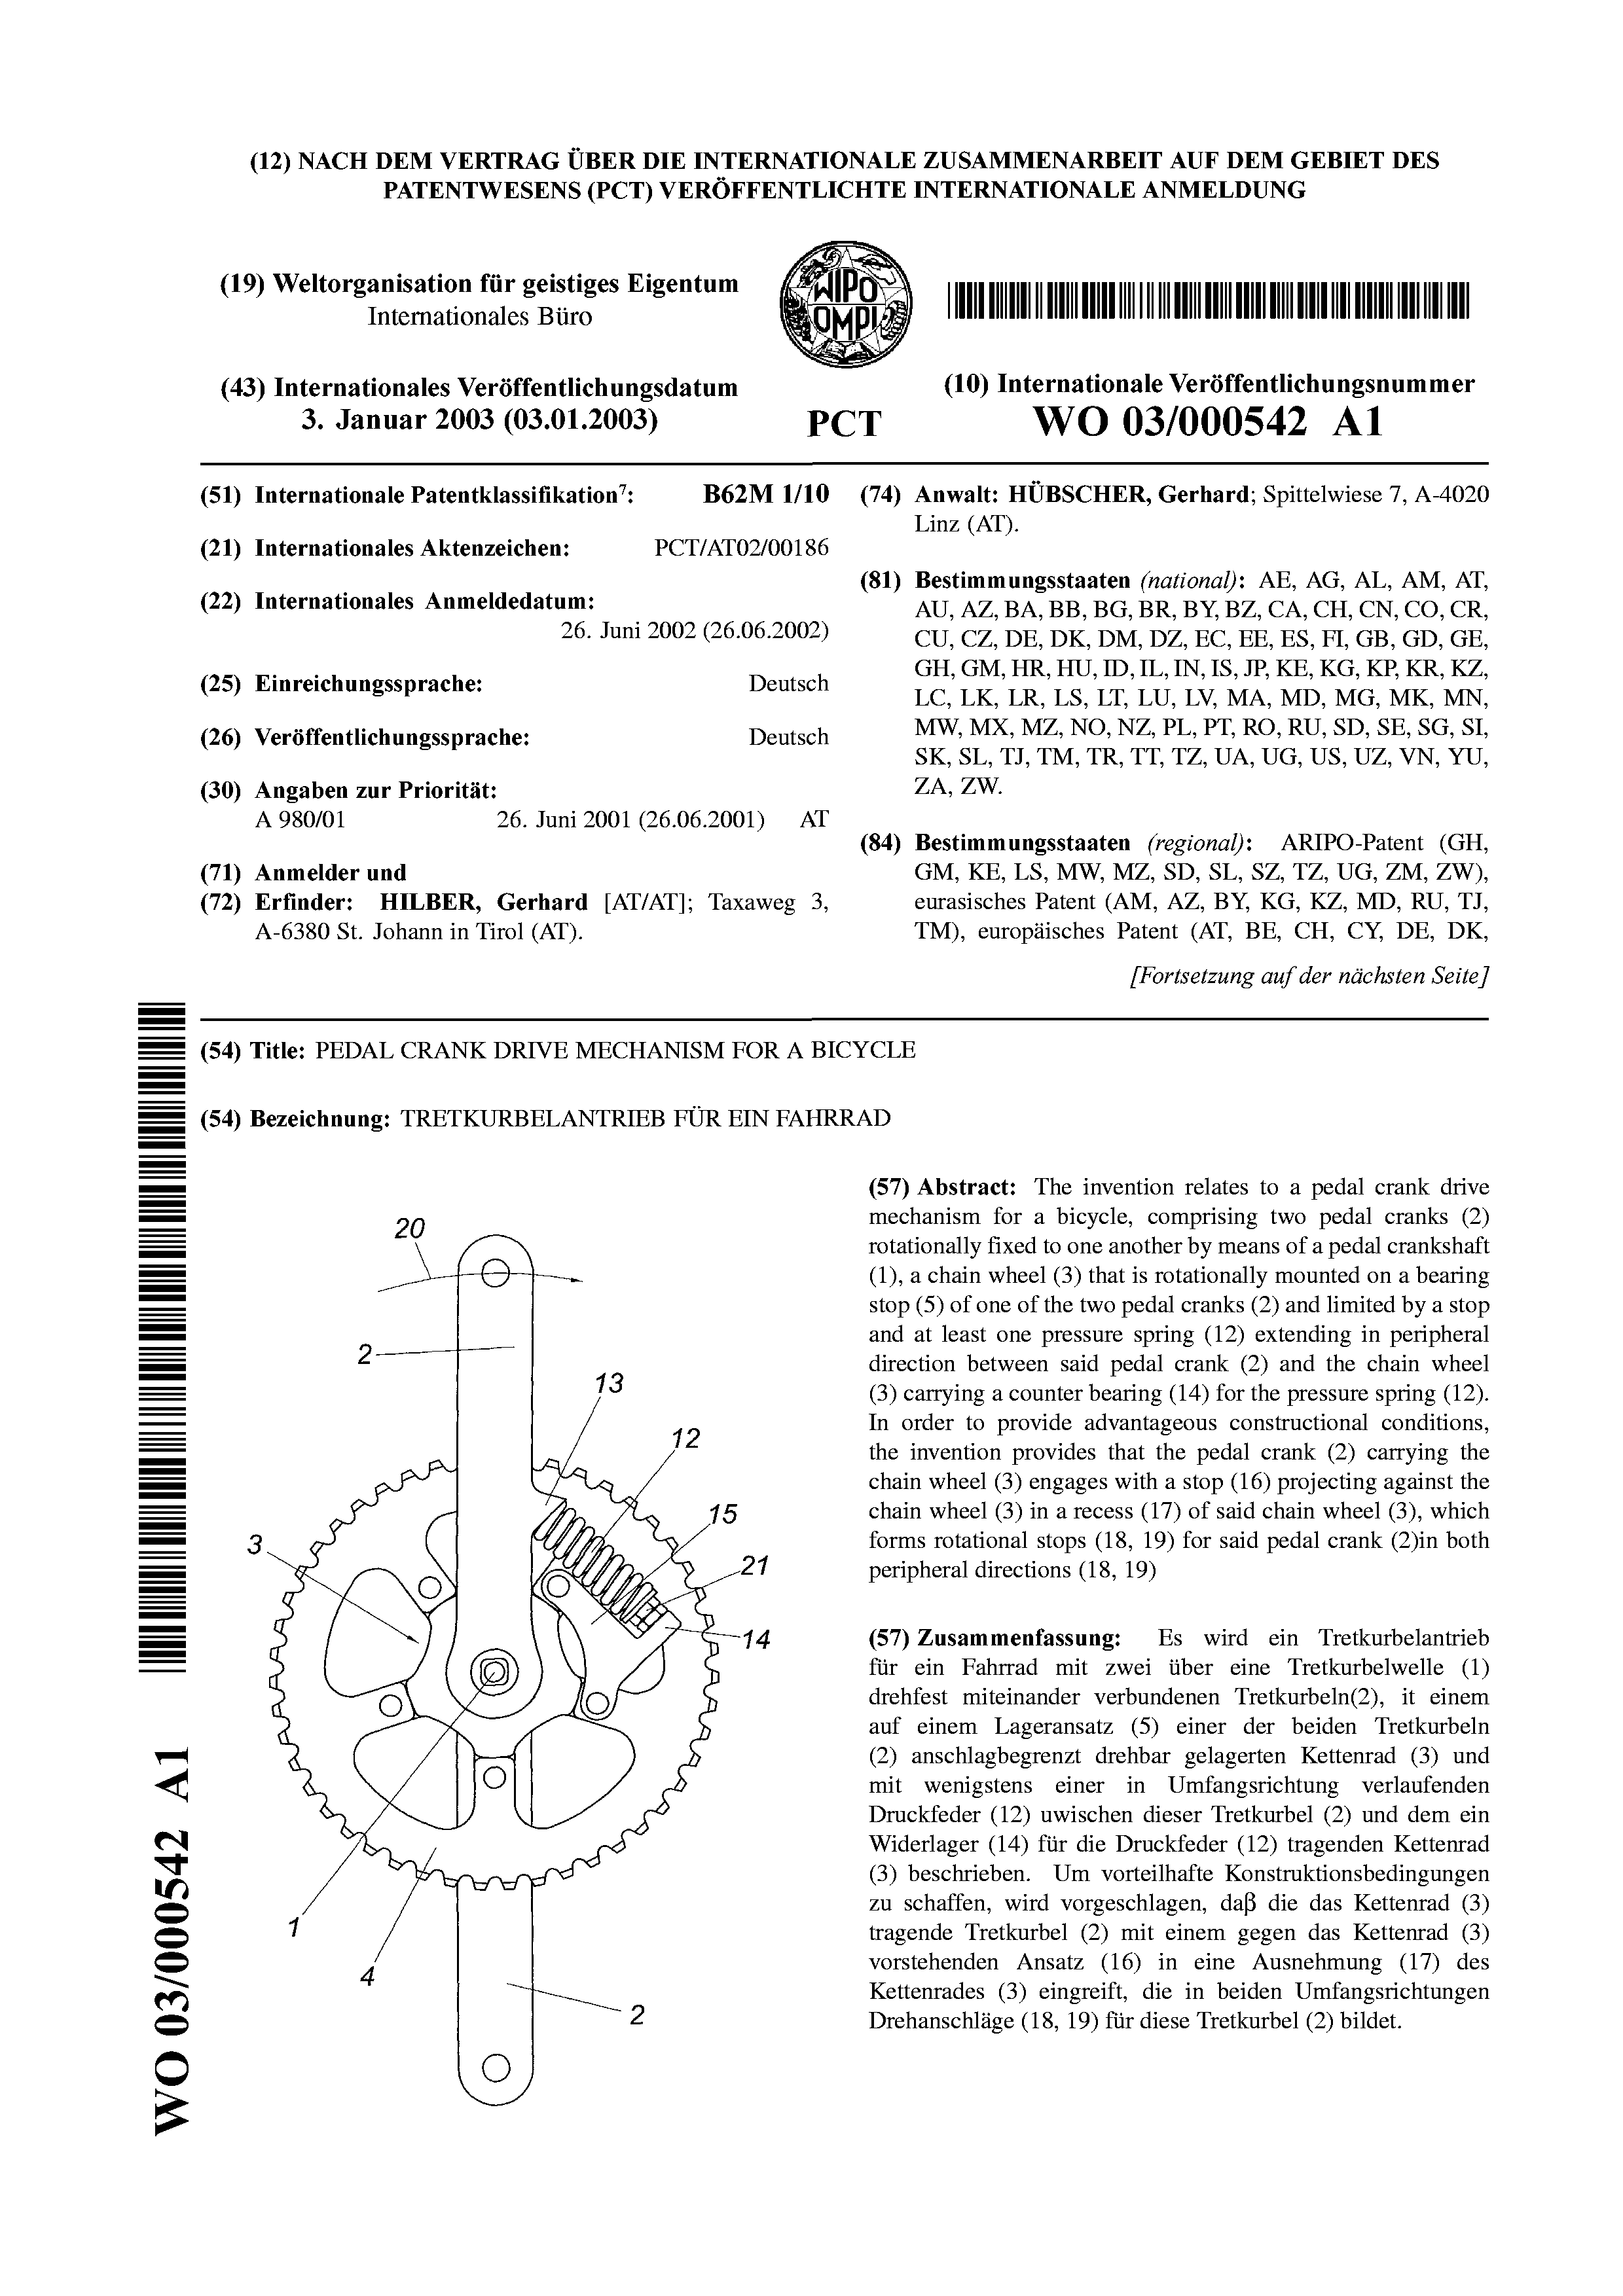 (12) NACH DEM VERTRAG ÜBER DIE INTERNATIONALE ZUSAMMENARBEIT AUF DEM GEBIET DES
PATENTWESENS (PCT) VERÖFFENTLICHTE INTERNATIONALE ANMELDUNG
(19) Weltorganisation für geistiges Eigentum
Internationales Büro
WIPO
OMPI
(43) Internationales Veröffentlichungsdatum
3. Januar 2003 (03.01.2003)
PCT
(10) Internationale Veröffentlichungsnummer
WO 03/000542 A1
(51) Internationale Patentklassifikation7: B62M 1/10
(21) Internationales Aktenzeichen: PCT/AT02/00186
(22) Internationales Anmeldedatum:
26. Juni 2002 (26.06.2002)
(25) Einreichungssprache: Deutsch
(26) Veröffentlichungssprache: Deutsch
(30) Angaben zur Priorität:
A 980/01 26. Juni 2001 (26.06.2001) AT
(71) Anmelder und
(72) Erfinder: HILBER, Gerhard [AT/AT]; Taxaweg 3,
A-6380 St. Johann in Tirol (AT).
(74) Anwalt: HÜBSCHER, Gerhard; Spittelwiese 7, A-4020
Linz (AT).
(81) Bestimmungsstaaten (national): AE, AG, AL, AM, AT,
AU, AZ, BA, BB, BG, BR, BY, BZ, CA, CH, CN, CO, CR,
CU, CZ, DE, DK, DM, DZ, EC, EE, ES, FI, GB, GD, GE,
GH, GM, HR, HU, ID, IL, IN, IS, JP, KE, KG, KP, KR, KZ,
LC, LK, LR, LS, LT, LU, LV, MA, MD, MG, MK, MN,
MW, MX, MZ, NO, NZ, PL, PT, RO, RU, SD, SE, SG, SI,
SK, SL, TJ, TM, TR, TT, TZ, UA, UG, US, UZ, VN, YU,
ZA, ZW.
(84) Bestimmungsstaaten (regional): ARIPO-Patent (GH,
GM, KE, LS, MW, MZ, SD, SL, SZ, TZ, UG, ZM, ZW),
eurasisches Patent (AM, AZ, BY, KG, KZ, MD, RU, TJ,
TM), europäisches Patent (AT, BE, CH, CY, DE, DK,
[Fortsetzung auf der nächsten Seite]
(54) Title: PEDAL CRANK DRIVE MECHANISM FOR A BICYCLE
(54) Bezeichnung: TRETKURBELANTRIEB FÜR EIN FAHRRAD
20
2
13
12
15
3
21
14
1
4
2
(57) Abstract: The invention relates to a pedal crank drive
mechanism for a bicycle, comprising two pedal cranks (2)
rotationally fixed to one another by means of a pedal crankshaft
(1), a chain wheel (3) that is rotationally mounted on a bearing
stop (5) of one of the two pedal cranks (2) and limited by a stop
and at least one pressure spring (12) extending in peripheral
direction between said pedal crank (2) and the chain wheel
(3) carrying a counter bearing (14) for the pressure spring (12).
In order to provide advantageous constructional conditions,
the invention provides that the pedal crank (2) carrying the
chain wheel (3) engages with a stop (16) projecting against the
chain wheel (3) in a recess (17) of said chain wheel (3), which
forms rotational stops (18, 19) for said pedal crank (2)in both
peripheral directions (18, 19)
(57) Zusammenfassung: Es wird ein Tretkurbelantrieb
für ein Fahrrad mit zwei über eine Tretkurbelwelle (1)
drehfest miteinander verbundenen Tretkurbeln(2), it einem
auf einem Lageransatz (5) einer der beiden Tretkurbeln
(2) anschlagbegrenzt drehbar gelagerten Kettenrad (3) und
mit wenigstens einer in Umfangsrichtung verlaufenden
Druckfeder (12) uwischen dieser Tretkurbel (2) und dem ein
Widerlager (14) für die Druckfeder (12) tragenden Kettenrad
(3) beschrieben. Um vorteilhafte Konstruktionsbedingungen
zu schaffen, wird vorgeschlagen, daβ die das Kettenrad (3)
tragende Tretkurbel (2) mit einem gegen das Kettenrad (3)
vorstehenden Ansatz (16) in eine Ausnehmung (17) des
Kettenrades (3) eingreift, die in beiden Umfangsrichtungen
Drehanschläge (18, 19) für diese Tretkurbel (2) bildet.
WO 03/000542 A1